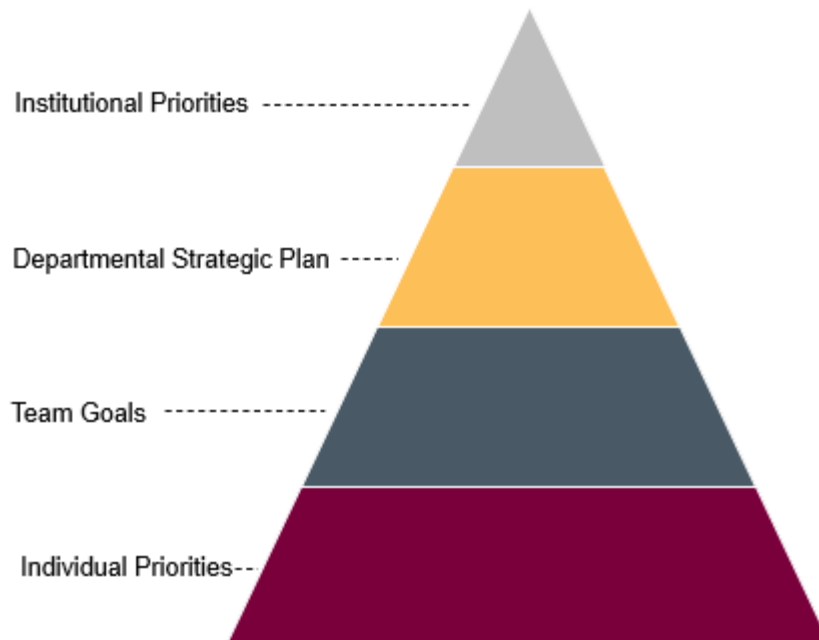 Institutional Priorities
Departmental Strategic Plan
Team Goals
Individual Priorities